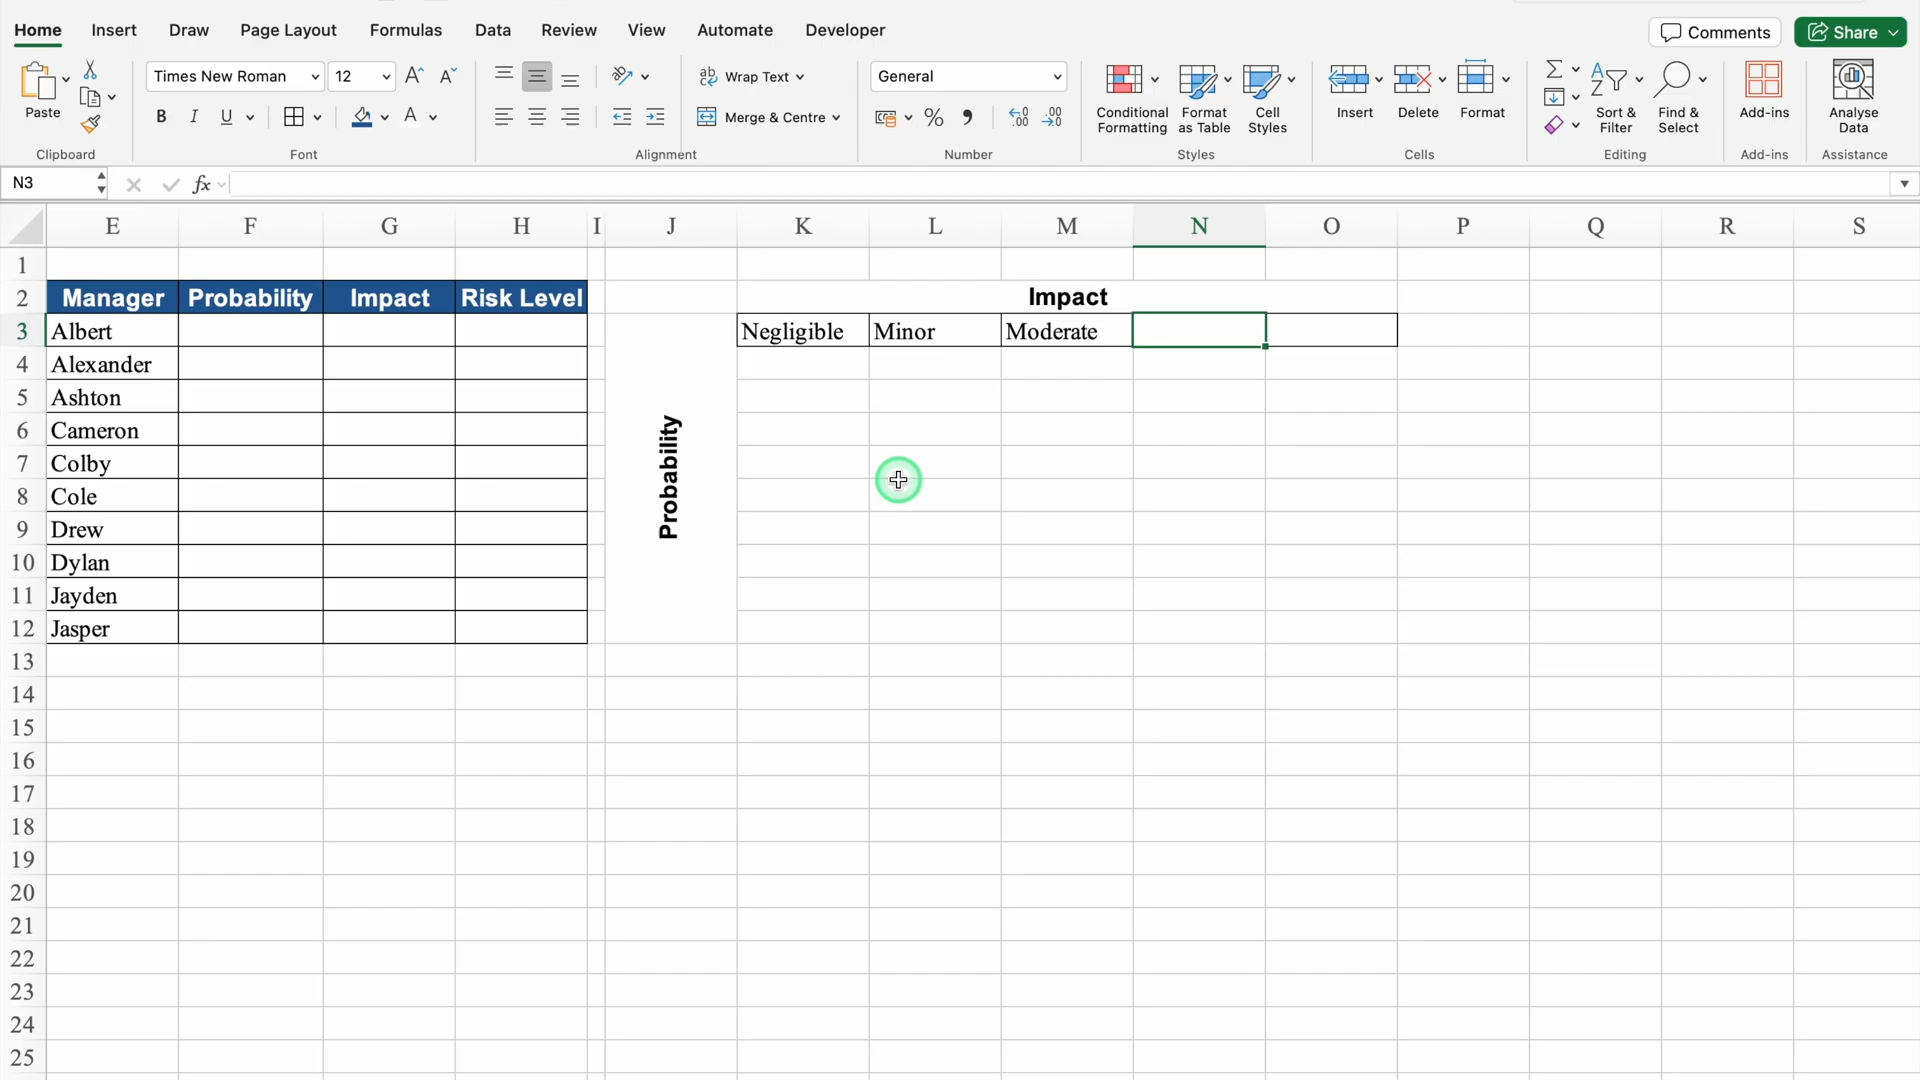 Home Insert Draw Page Layout Formulas Data Review View Automate Developer Comments Share
Paste
Clipboard
Times New Roman 12
B I U A
Font
Wrap Text
Merge & Centre
Alignment
General
%
Number
Conditional Formatting
Format as Table
Cell Styles
Styles
Insert Delete Format
Cells
Sort & Filter
Find & Select
Editing
Add-ins
Add-ins
Analyse Data
Assistance
N3 fx
E F G H I J K L M N O P Q R S
1
2 Manager Probability Impact Risk Level Impact
3 Albert Negligible Minor Moderate
4 Alexander
5 Ashton
6 Cameron
7 Colby
8 Cole
9 Drew
10 Dylan
11 Jayden
12 Jasper
Probability
13
14
15
16
17
18
19
20
21
22
23
24
25